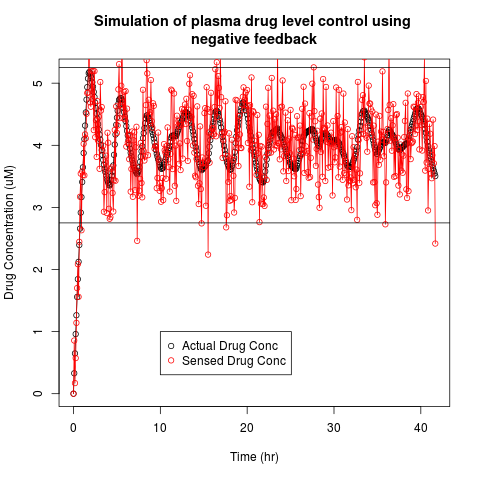 Simulation of plasma drug level control using
negative feedback
Drug Concentration (uM)
5
4
3
2
1
0
Actual Drug Conc
Sensed Drug Conc
0 10 20 30 40
Time (hr)